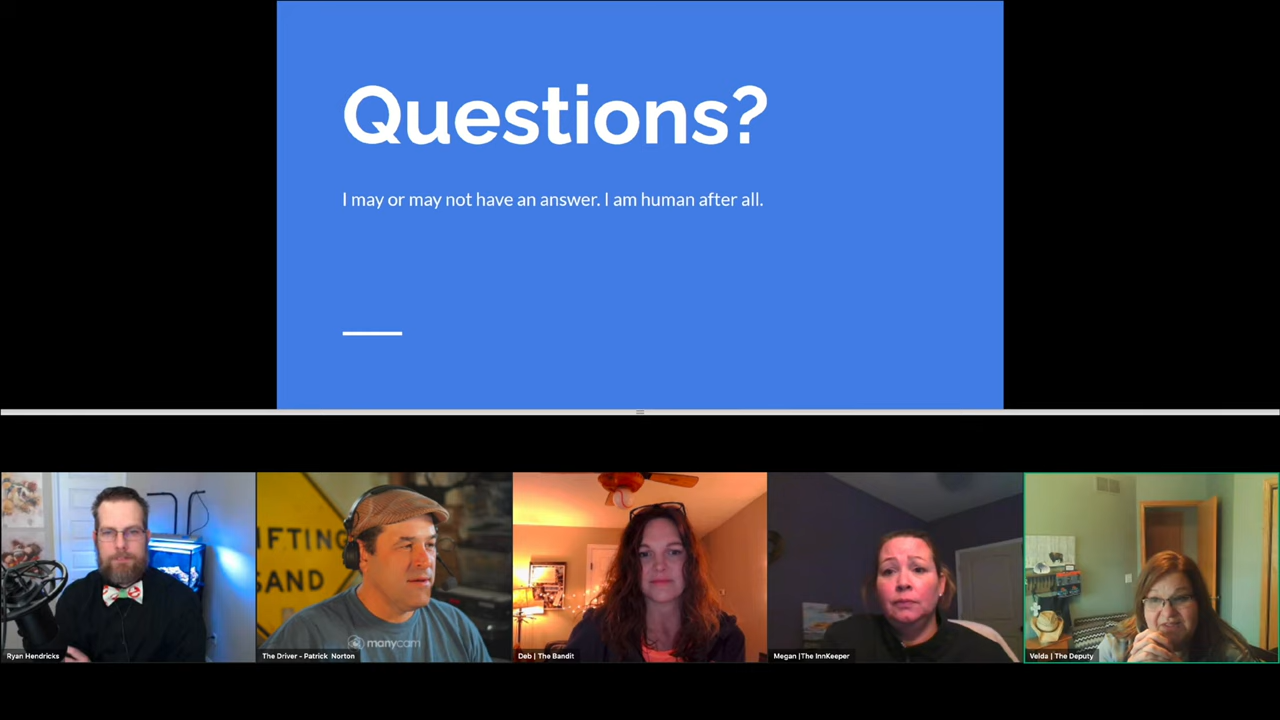 Questions?
I may or may not have an answer. I am human after all.
IFTING
SAND
manycam
Ryan Hendricks
The Driver - Patrick Norton
Deb | The Bandit
Megan |The InnKeeper
Velda | The Deputy